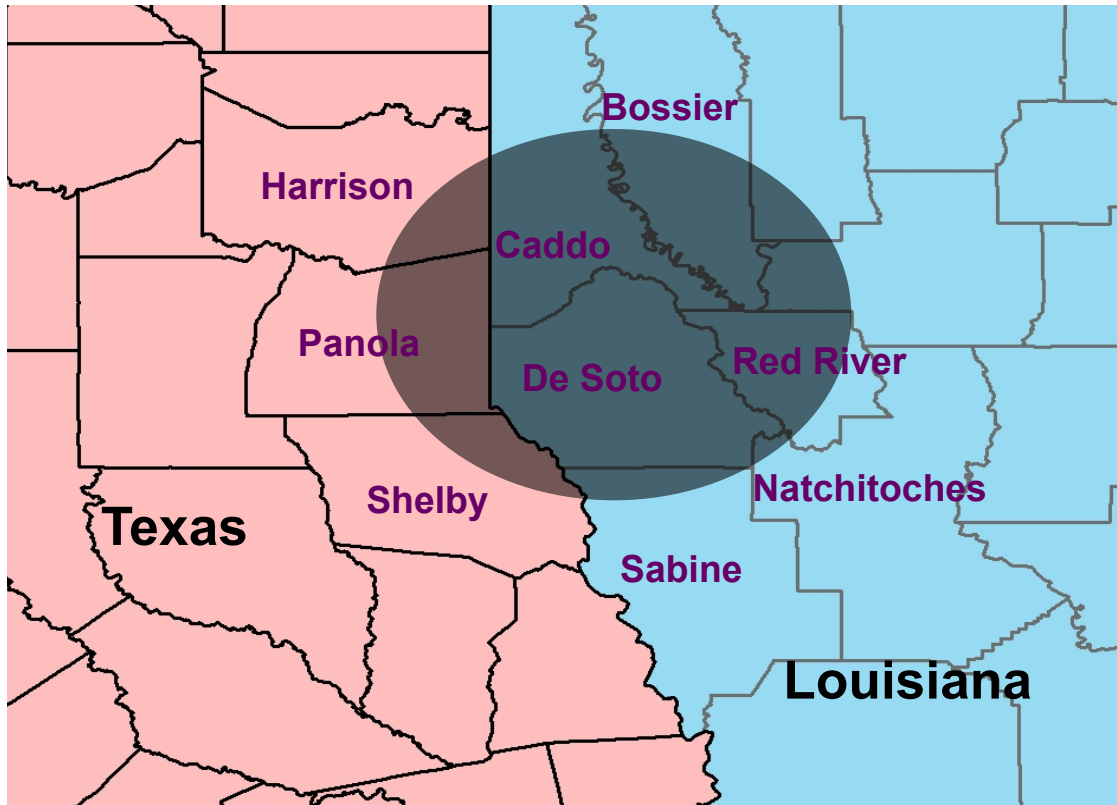 Bossier
Harrison
Caddo
Panola
Red River
De Soto
Natchitoches
Shelby
Texas
Sabine
Louisiana